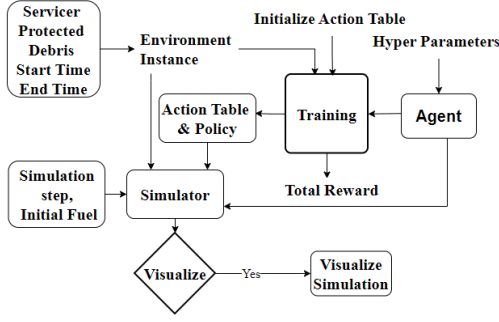 Servicer
Protected
Debris
Start Time
End Time
Environment
Instance
Initialize Action Table
Hyper Parameters
Action Table
& Policy
Training
Agent
Simulation
step,
Initial Fuel
Simulator
Total Reward
Visualize
Yes
Visualize
Simulation